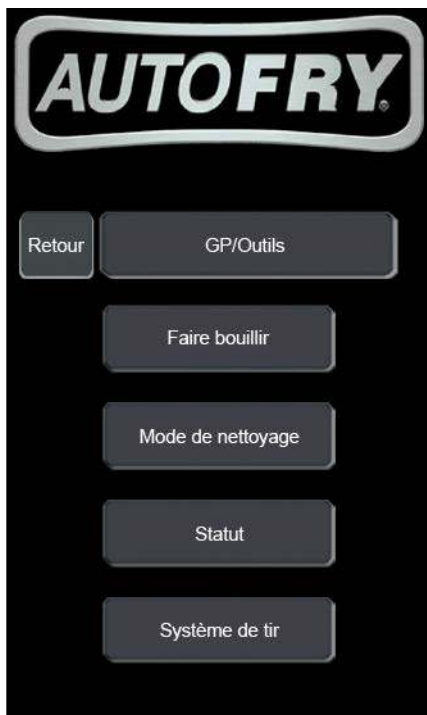 AUTOFRY®
Retour
GP/Outils
Faire bouillir
Mode de nettoyage
Statut
Système de tir